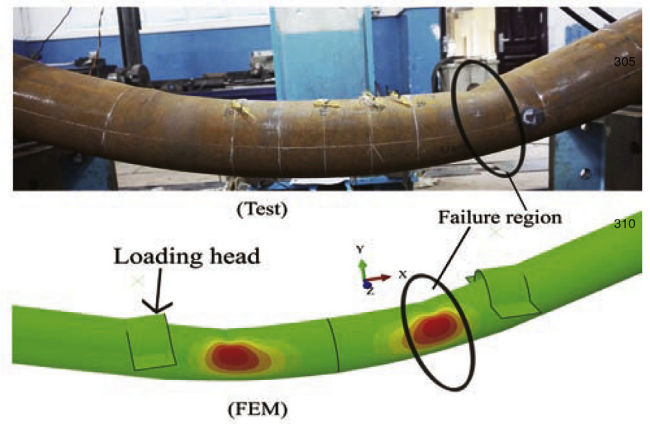 305
(Test)
Failure region
310
Loading head
Y
X
Z
(FEM)